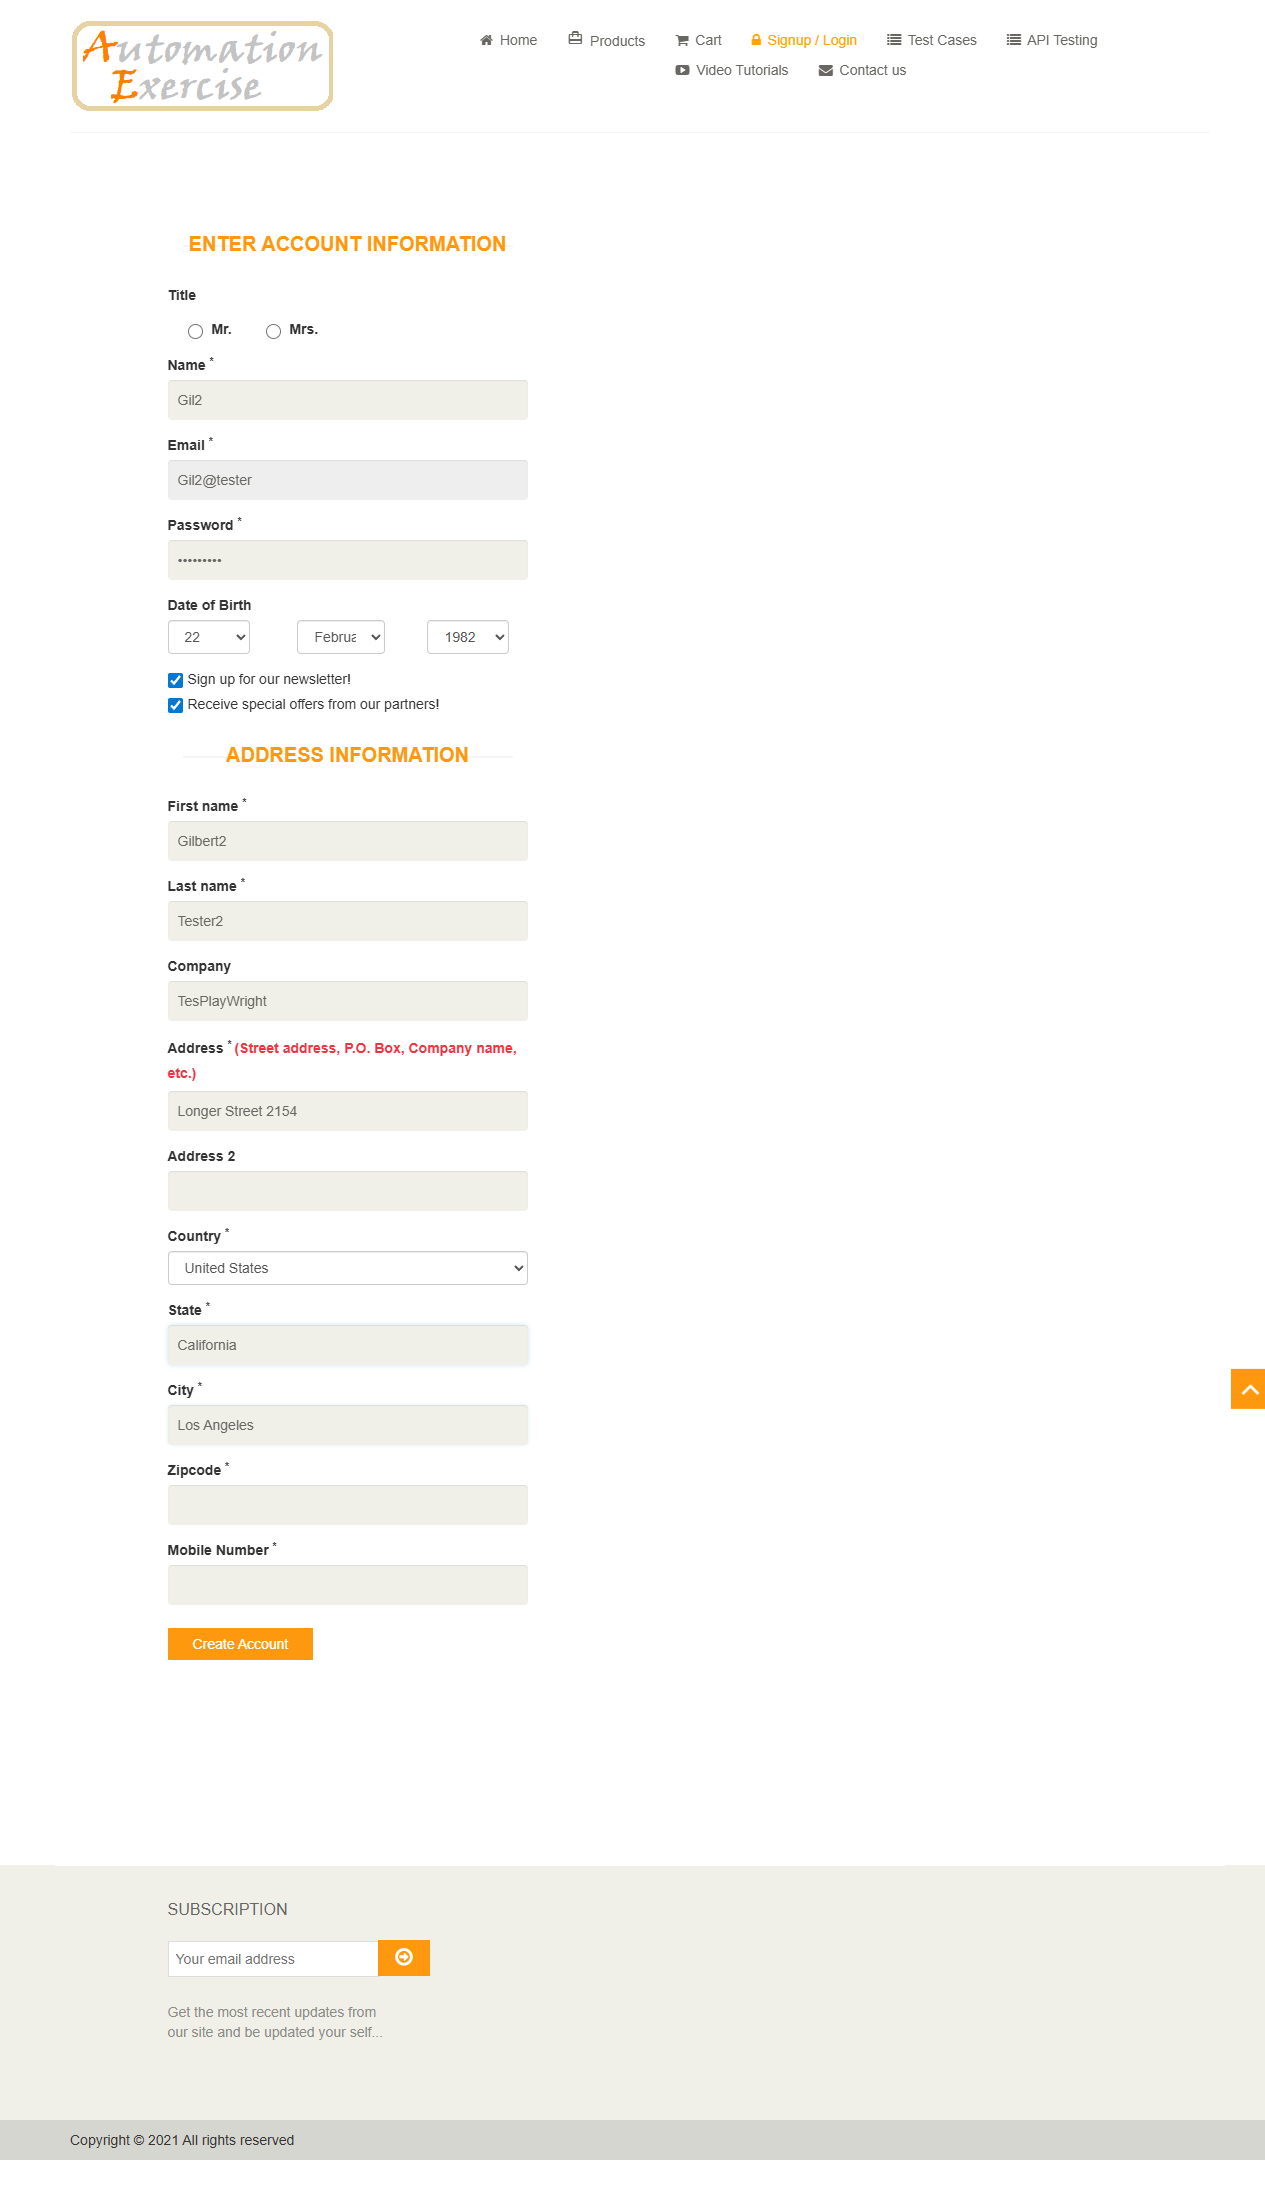 Automation
Exercise
Home
Products
Cart
Signup / Login
Test Cases
API Testing
Video Tutorials
Contact us
ENTER ACCOUNT INFORMATION
Title
Mr.
Mrs.
Name *
Gil2
Email *
Gil2@tester
Password *
•••••••••
Date of Birth
22
Februa
1982
Sign up for our newsletter!
Receive special offers from our partners!
ADDRESS INFORMATION
First name *
Gilbert2
Last name *
Tester2
Company
TesPlayWright
Address * (Street address, P.O. Box, Company name,
etc.)
Longer Street 2154
Address 2
Country *
United States
State *
California
City *
Los Angeles
Zipcode *
Mobile Number *
Create Account
SUBSCRIPTION
Your email address
Get the most recent updates from
our site and be updated your self...
Copyright © 2021 All rights reserved